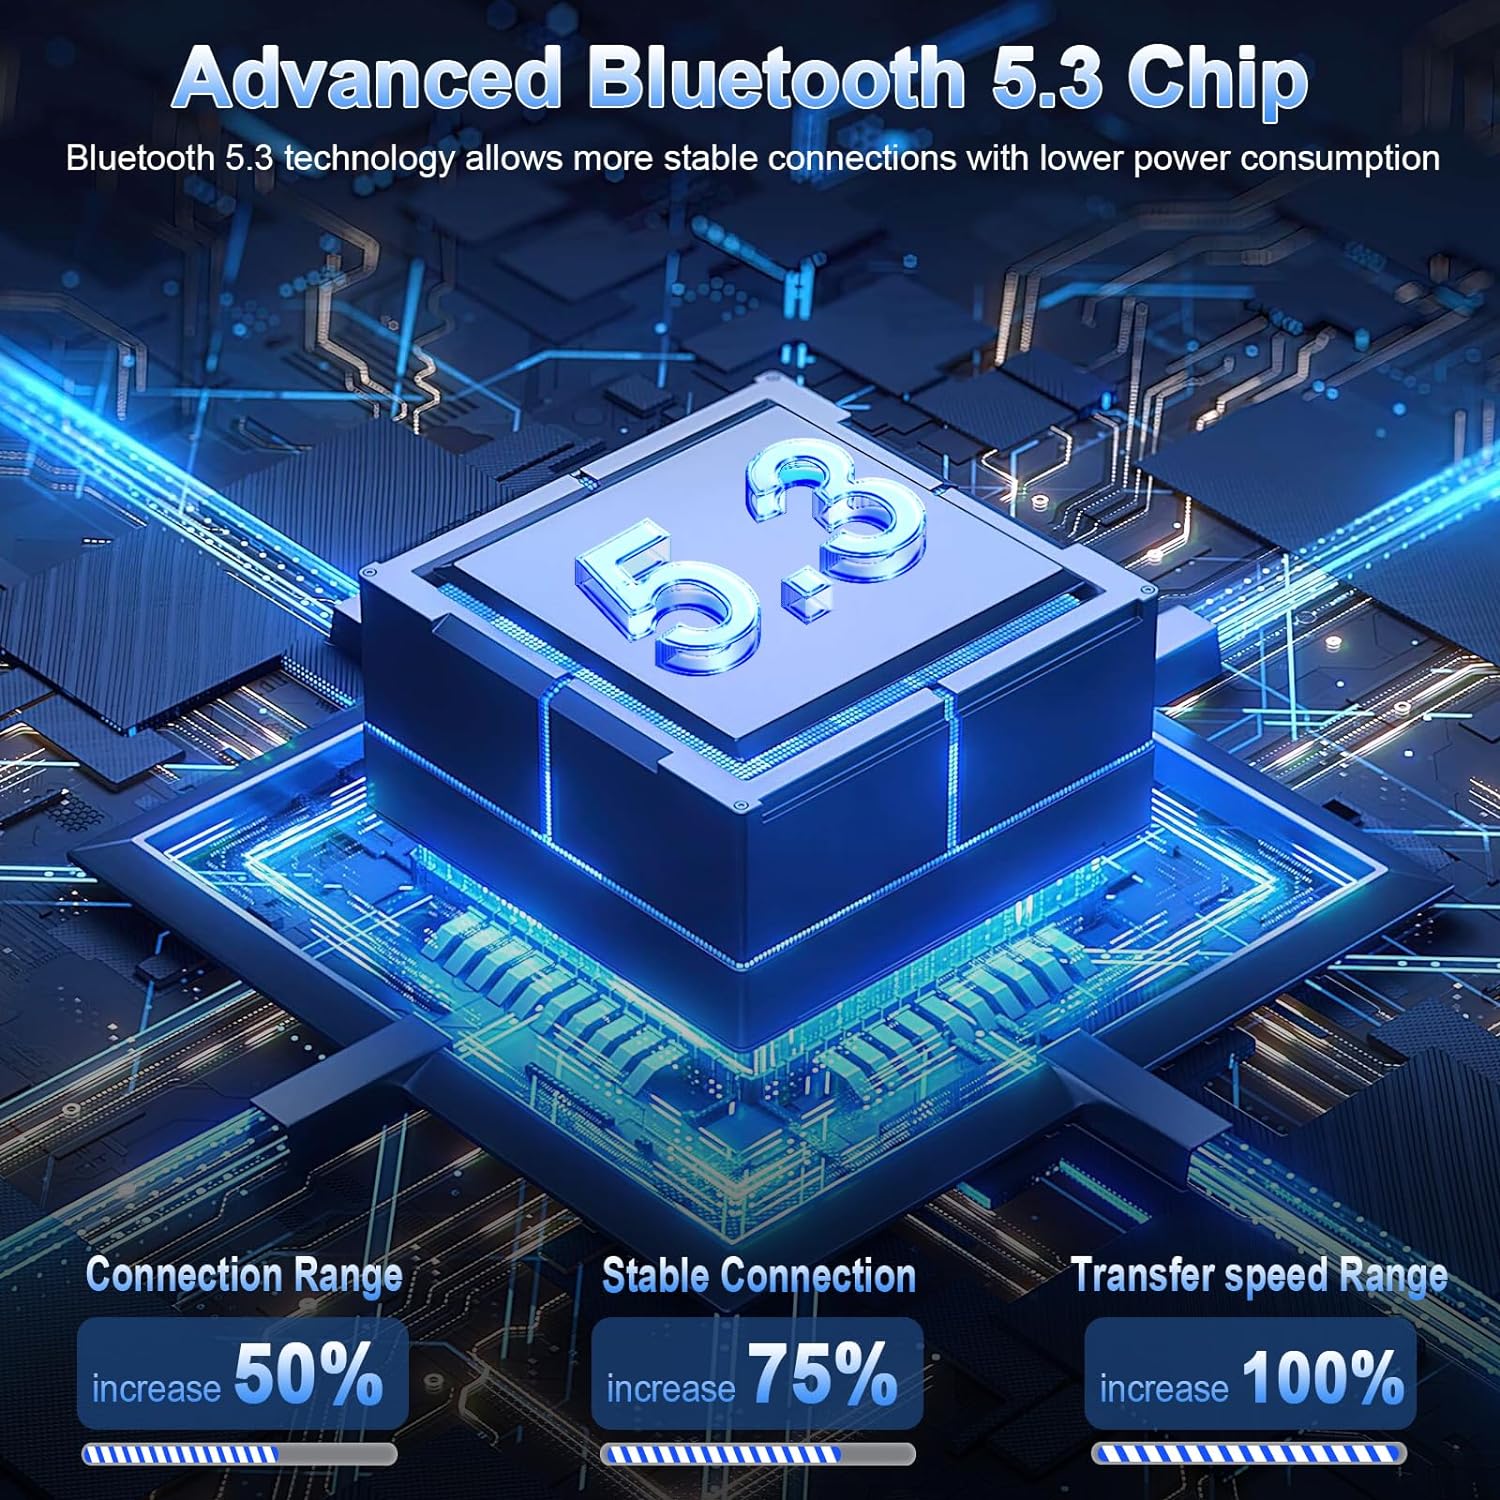 Advanced Bluetooth 5.3 Chip
Bluetooth 5.3 technology allows more stable connections with lower power consumption
5.3
Connection Range
increase 50%
Stable Connection
increase 75%
Transfer speed Range
increase 100%